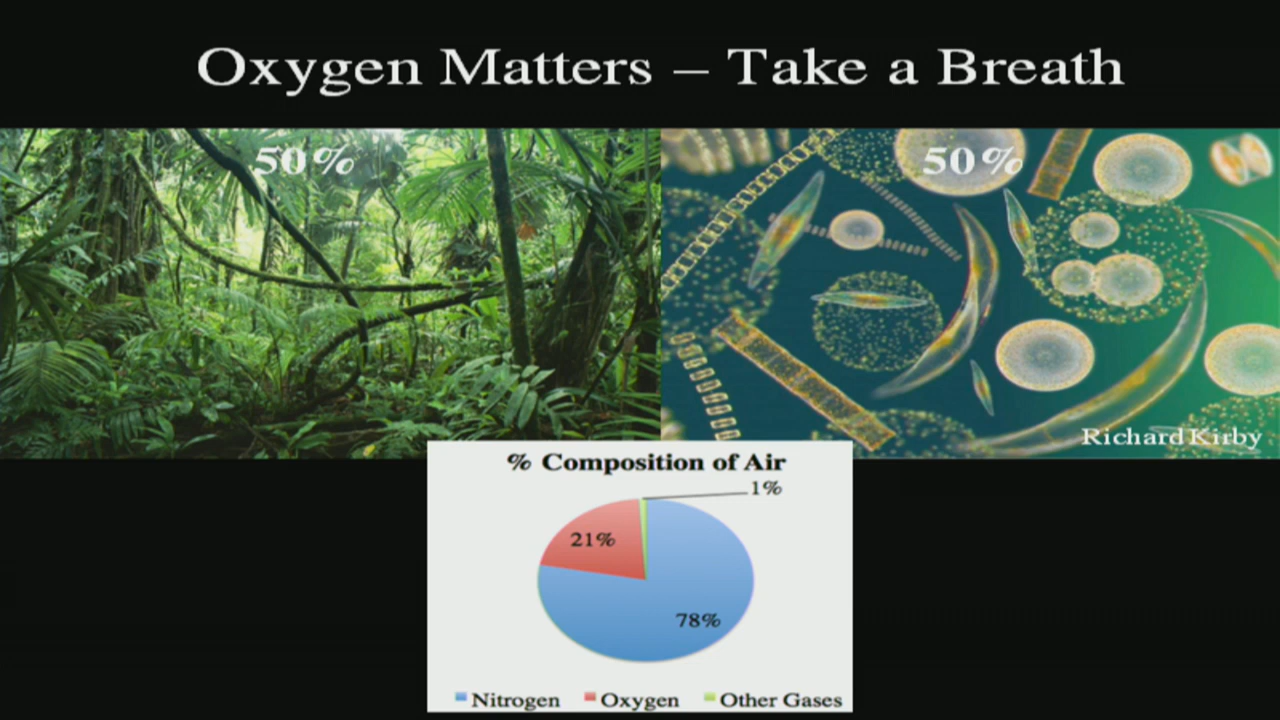 Oxygen Matters – Take a Breath
50%
50%
Richard Kirby
% Composition of Air
1%
21%
78%
Nitrogen Oxygen Other Gases